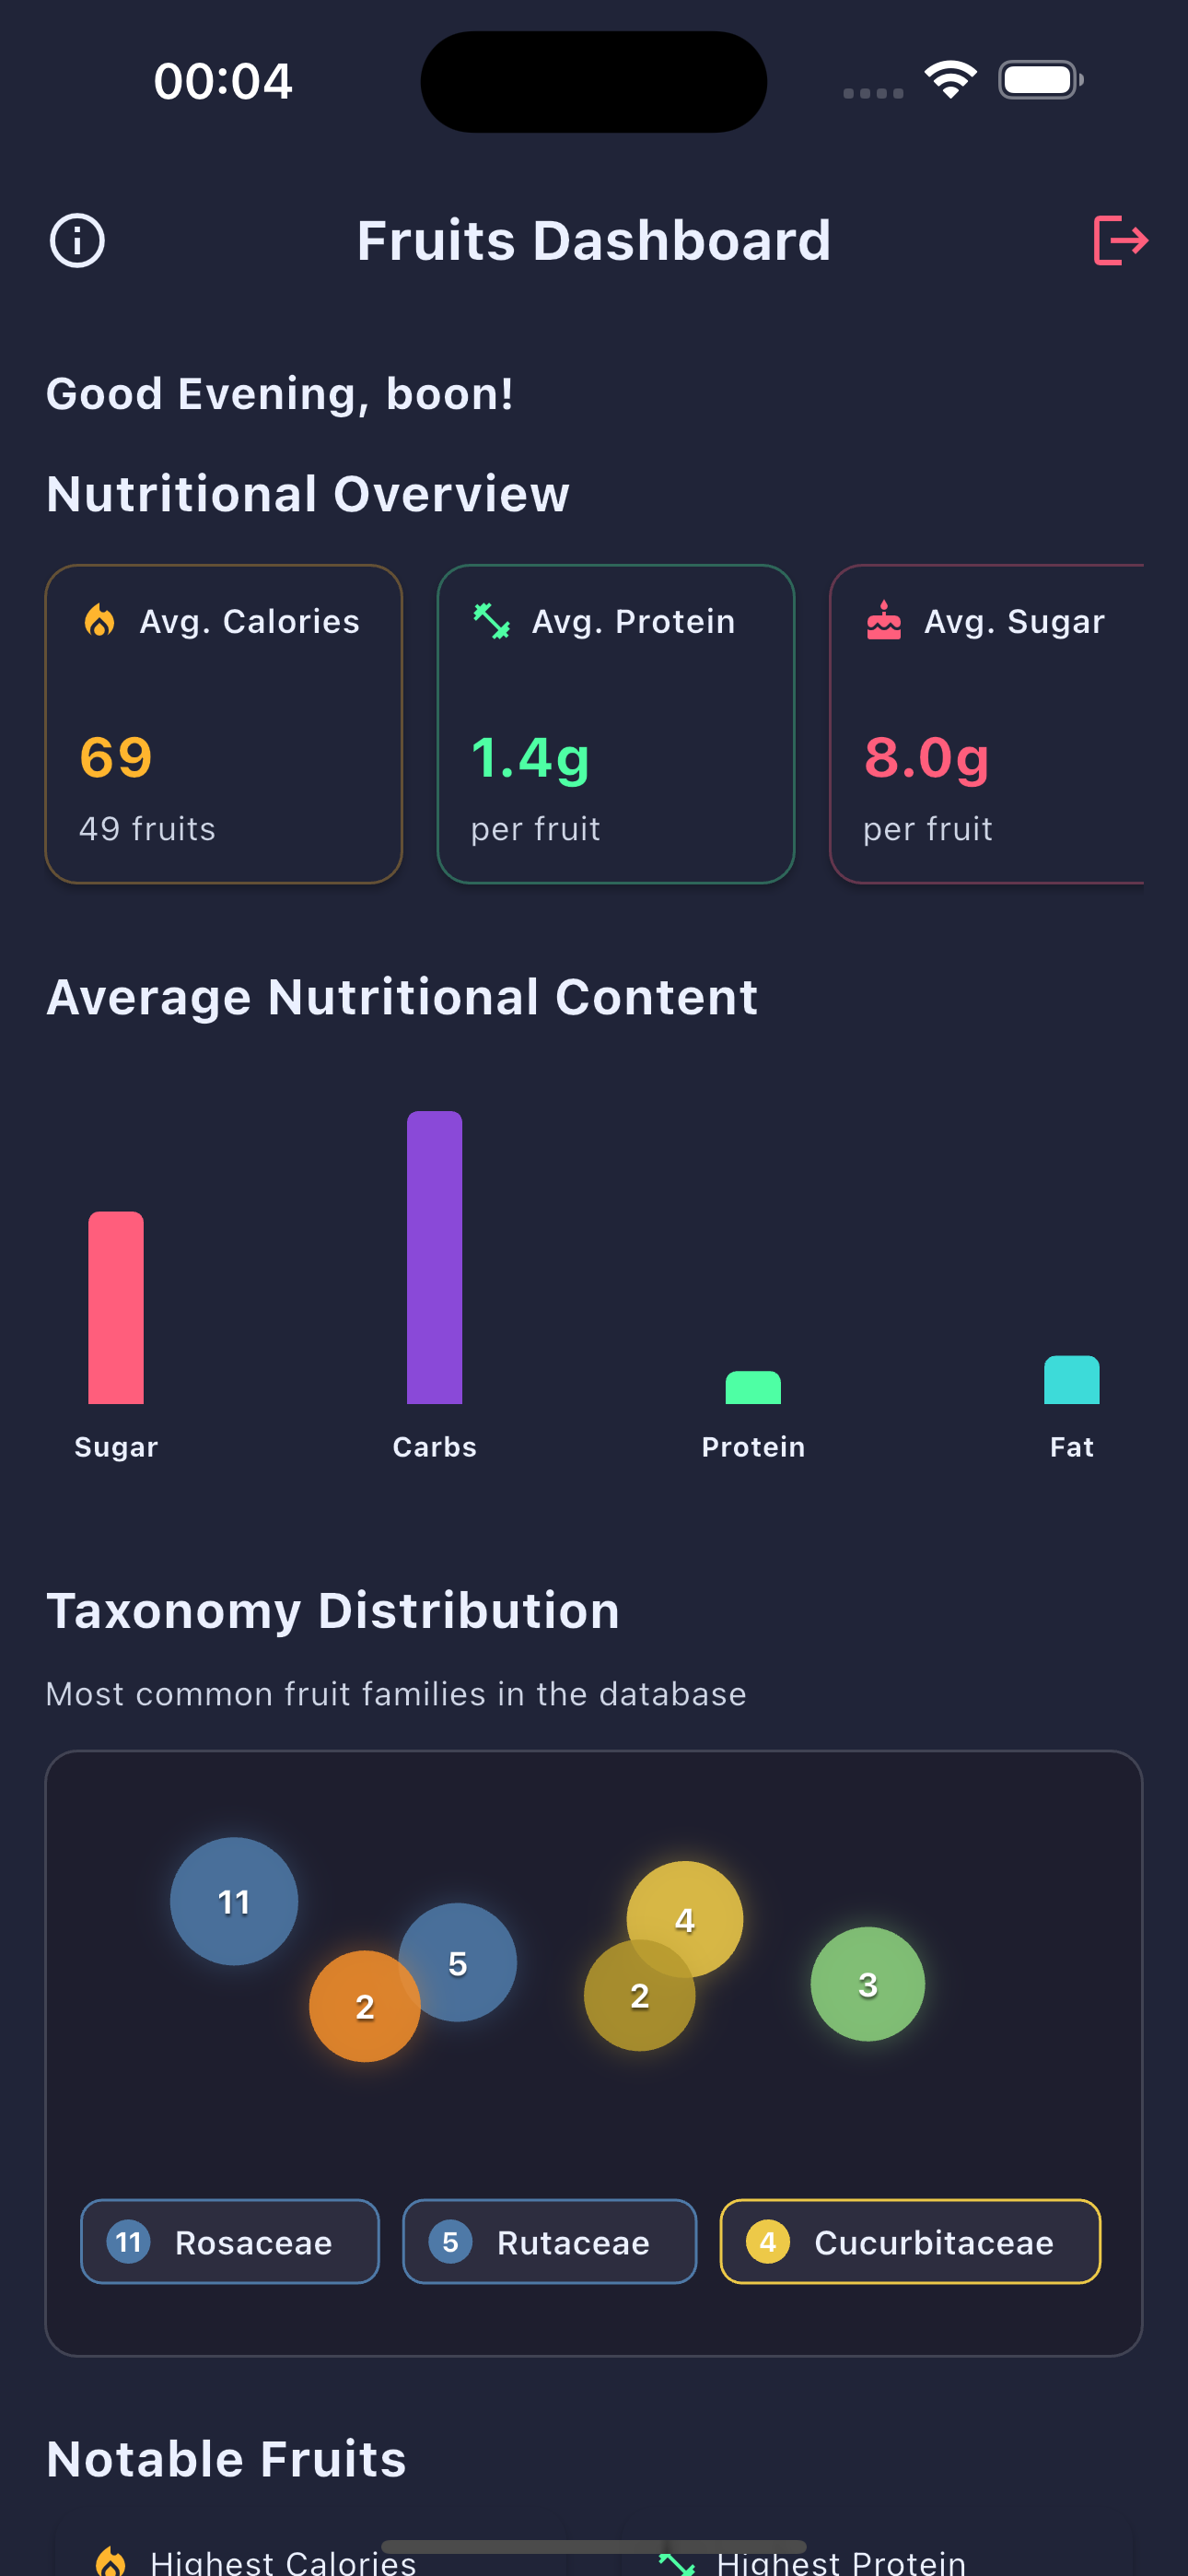 00:04
Fruits Dashboard
Good Evening, boon!
Nutritional Overview
Avg. Calories
69
49 fruits
Avg. Protein
1.4g
per fruit
Avg. Sugar
8.0g
per fruit
Average Nutritional Content
Sugar Carbs Protein Fat
Taxonomy Distribution
Most common fruit families in the database
11
5
2
4
2
3
11 Rosaceae
5 Rutaceae
4 Cucurbitaceae
Notable Fruits
Highest Calories
Highest Protein